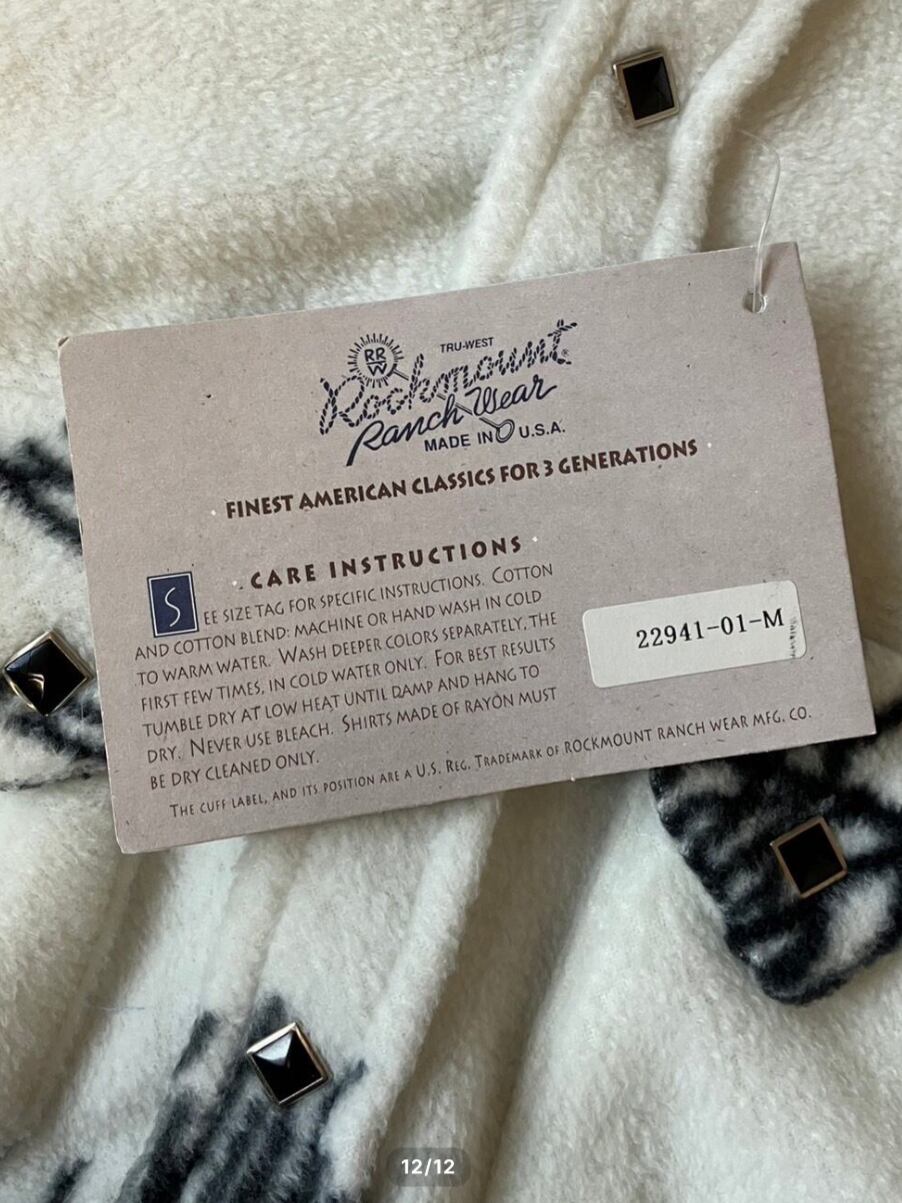 RR
W
TRU-WEST
Rockmount
Ranch Wear
MADE IN U.S.A.
FINEST AMERICAN CLASSICS FOR 3 GENERATIONS
CARE INSTRUCTIONS
SEE SIZE TAG FOR SPECIFIC INSTRUCTIONS. COTTON
AND COTTON BLEND: MACHINE OR HAND WASH IN COLD
TO WARM WATER. WASH DEEPER COLORS SEPARATELY, THE
FIRST FEW TIMES, IN COLD WATER ONLY. FOR BEST RESULTS
TUMBLE DRY AT LOW HEAT UNTIL DAMP AND HANG TO
DRY. NEVER USE BLEACH. SHIRTS MADE OF RAYON MUST
BE DRY CLEANED ONLY.
22941-01-M
THE CUFF LABEL, AND ITS POSITION ARE A U.S. REG. TRADEMARK OF ROCKMOUNT RANCH WEAR MFG. CO.
12/12